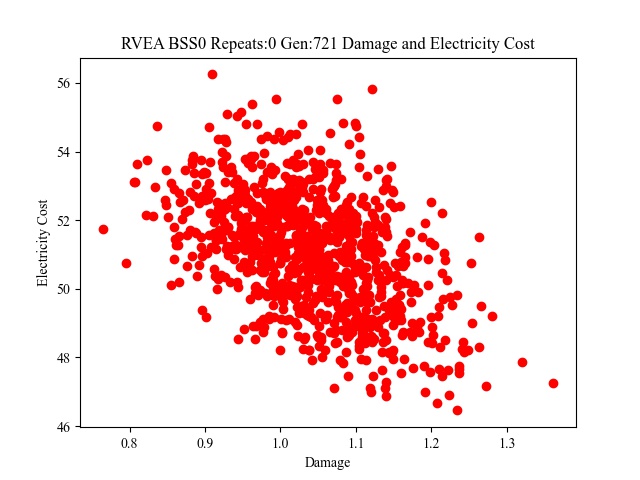 RVEA BSS0 Repeats:0 Gen:721 Damage and Electricity Cost
56
54
52
50
48
46
Electricity Cost
0.8 0.9 1.0 1.1 1.2 1.3
Damage